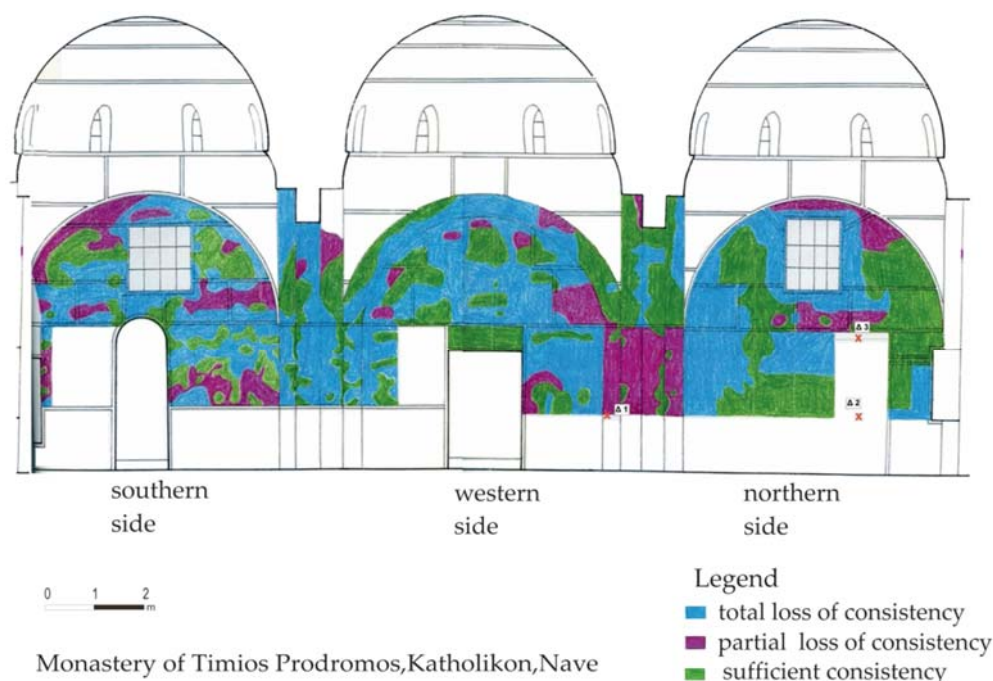 Δ 3
Δ 2
Δ 1
southern
side
western
side
northern
side
0 1 2
m
Legend
total loss of consistency
partial loss of consistency
sufficient consistency
Monastery of Timios Prodromos,Katholikon,Nave